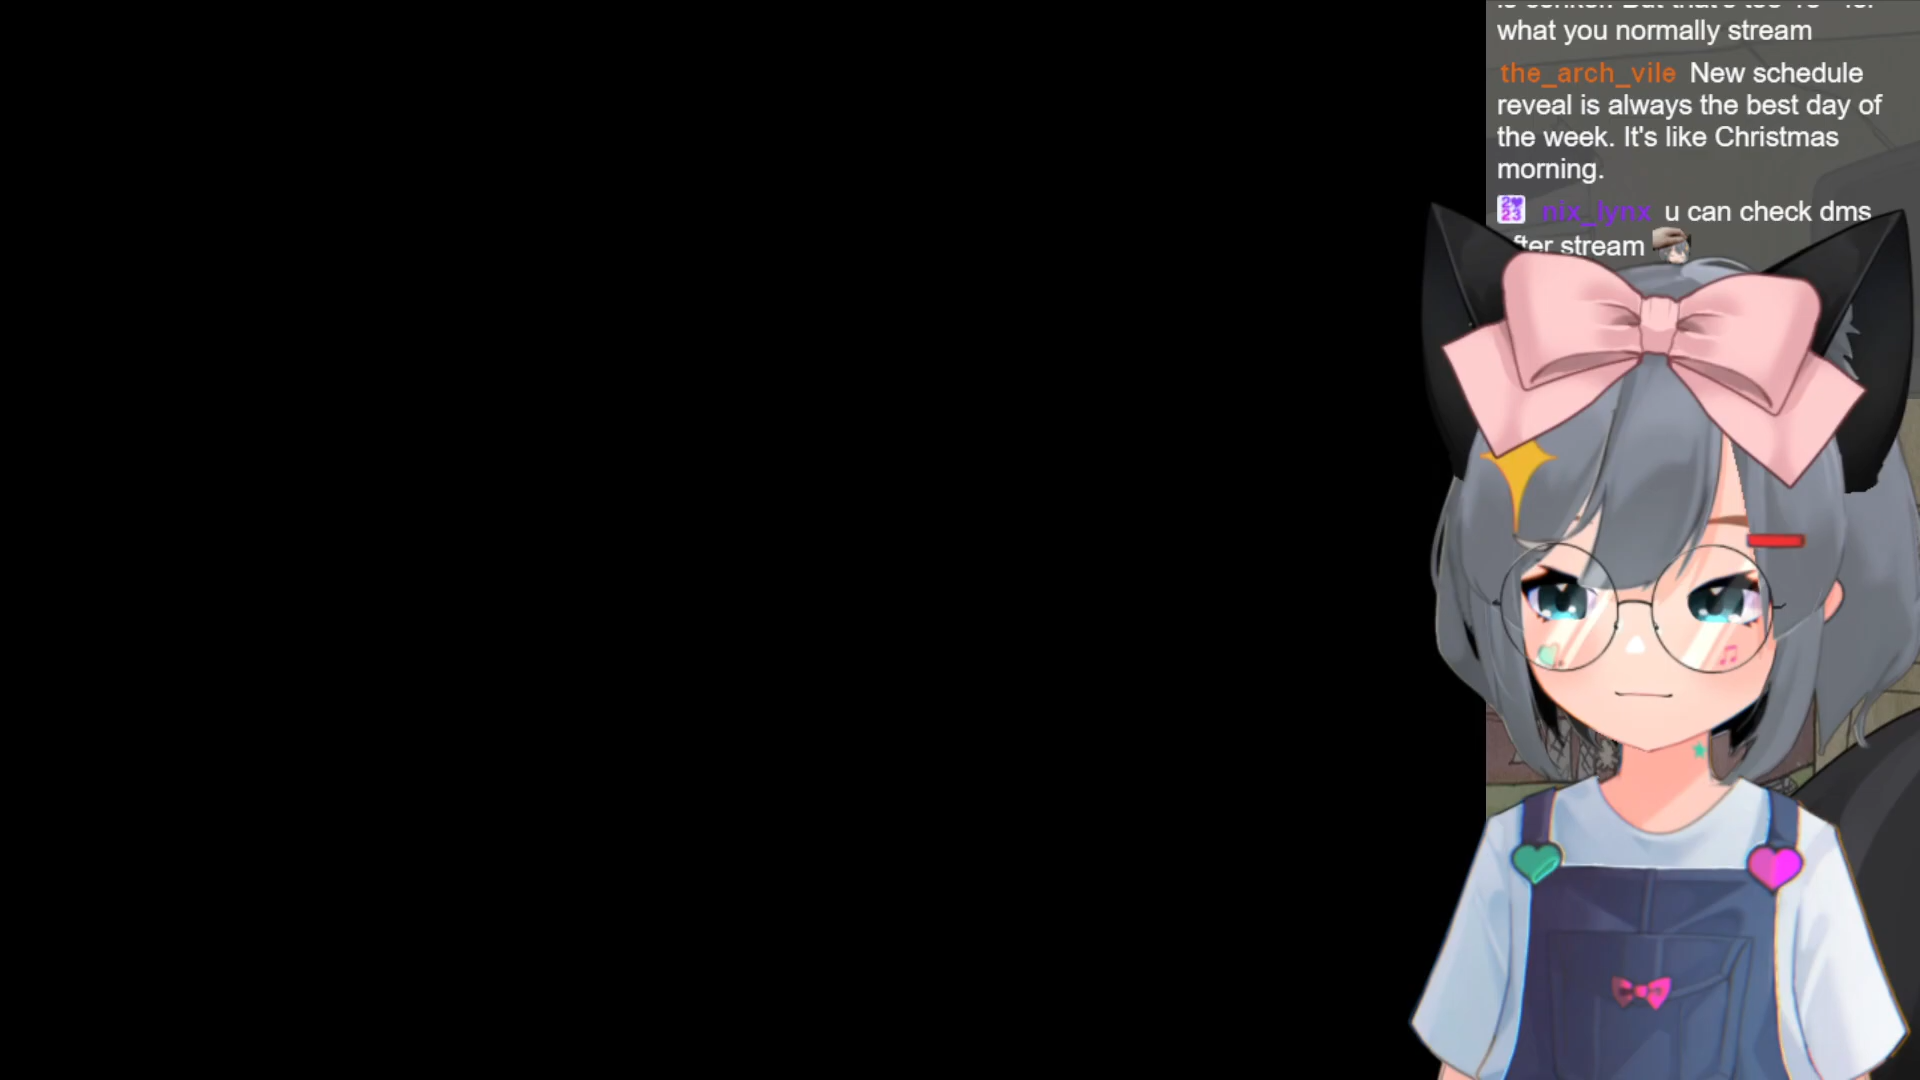 what you normally stream
the_arch_vile New schedule
reveal is always the best day of
the week. It's like Christmas
morning.
nix_lynx u can check dms
fter stream